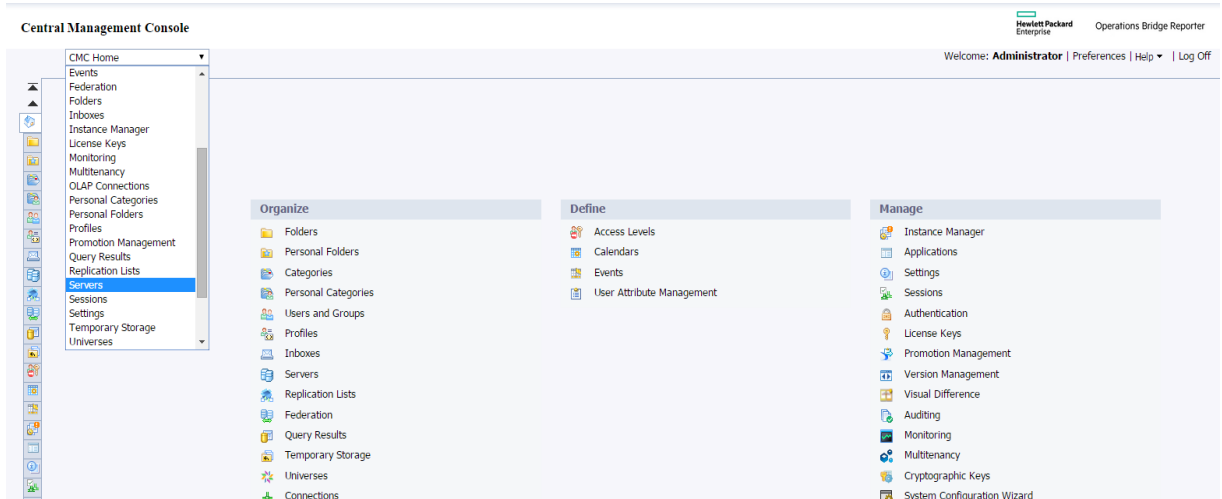 Central Management Console
Hewlett Packard
Enterprise
Operations Bridge Reporter
CMC Home
Welcome: Administrator | Preferences | Help | Log Off
Events
Federation
Folders
Inboxes
Instance Manager
License Keys
Monitoring
Multitenancy
OLAP Connections
Personal Categories
Personal Folders
Profiles
Promotion Management
Query Results
Replication Lists
Servers
Sessions
Settings
Temporary Storage
Universes
Organize
Folders
Personal Folders
Categories
Personal Categories
Users and Groups
Profiles
Inboxes
Servers
Replication Lists
Federation
Query Results
Temporary Storage
Universes
Connections
Define
Access Levels
Calendars
Events
User Attribute Management
Manage
Instance Manager
Applications
Settings
Sessions
Authentication
License Keys
Promotion Management
Version Management
Visual Difference
Auditing
Monitoring
Multitenancy
Cryptographic Keys
System Configuration Wizard